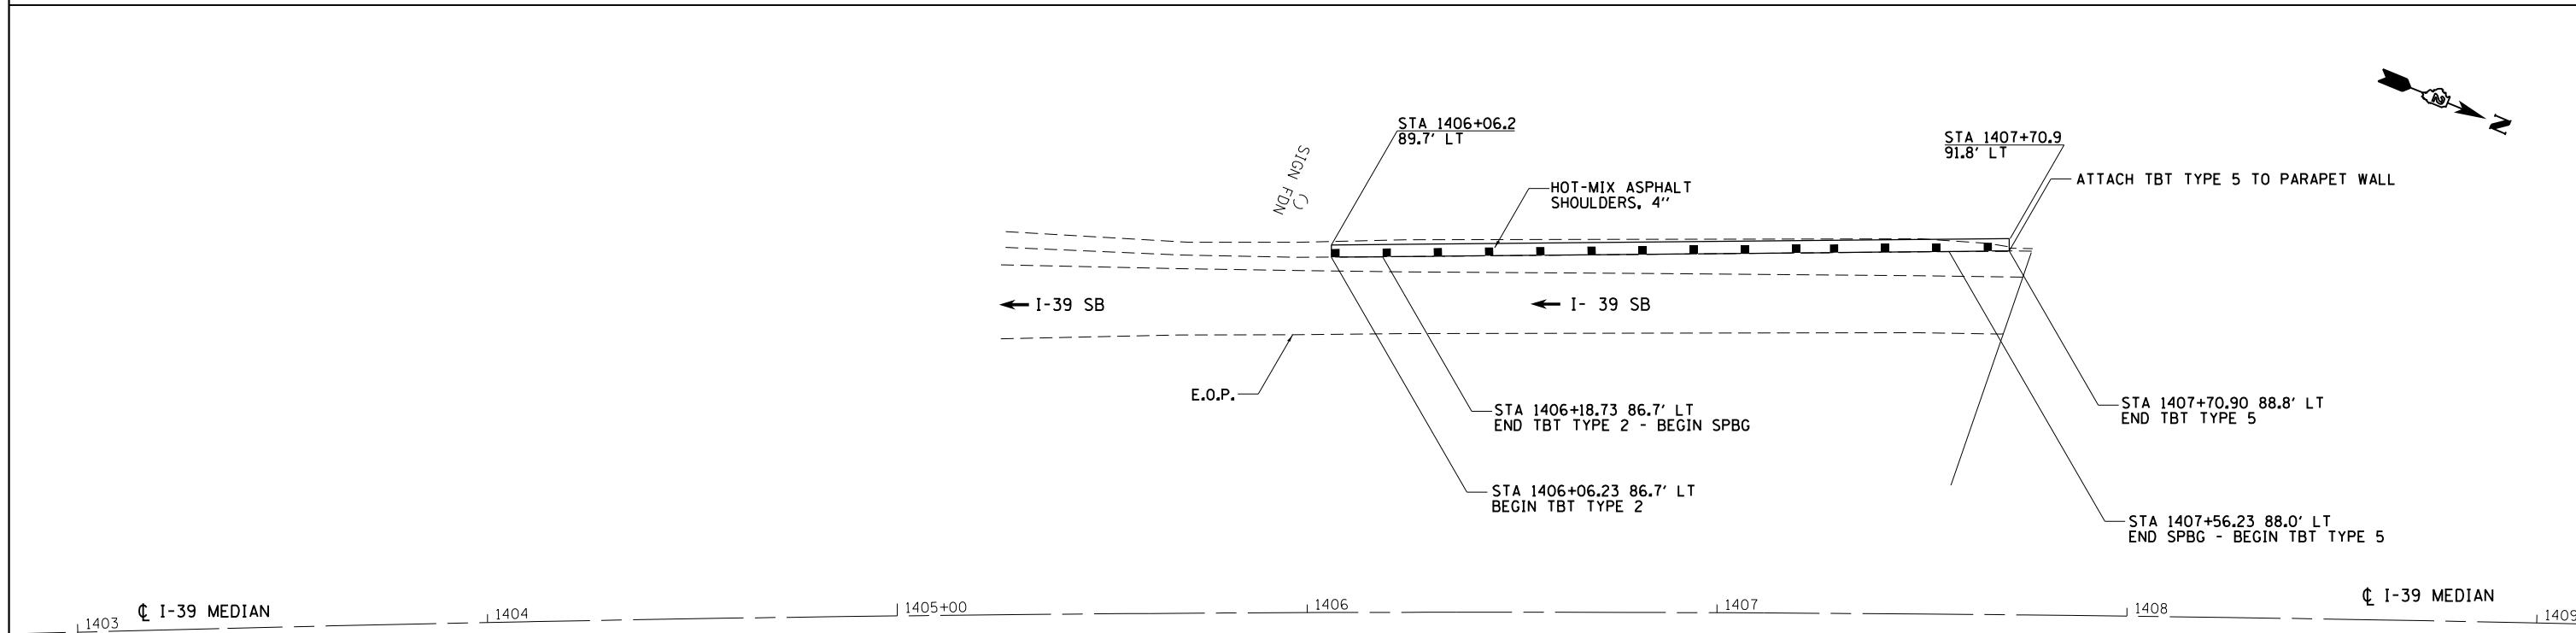 STA 1406+06.2
89.7' LT
STA 1407+70.9
91.8' LT
N
SIGN FDN
HOT-MIX ASPHALT
SHOULDERS, 4''
ATTACH TBT TYPE 5 TO PARAPET WALL
I-39 SB
I- 39 SB
E.O.P.
STA 1406+18.73 86.7' LT
END TBT TYPE 2 - BEGIN SPBG
STA 1407+70.90 88.8' LT
END TBT TYPE 5
STA 1406+06.23 86.7' LT
BEGIN TBT TYPE 2
STA 1407+56.23 88.0' LT
END SPBG - BEGIN TBT TYPE 5
1403
℄ I-39 MEDIAN
1404
1405+00
1406
1407
1408
℄ I-39 MEDIAN
1409